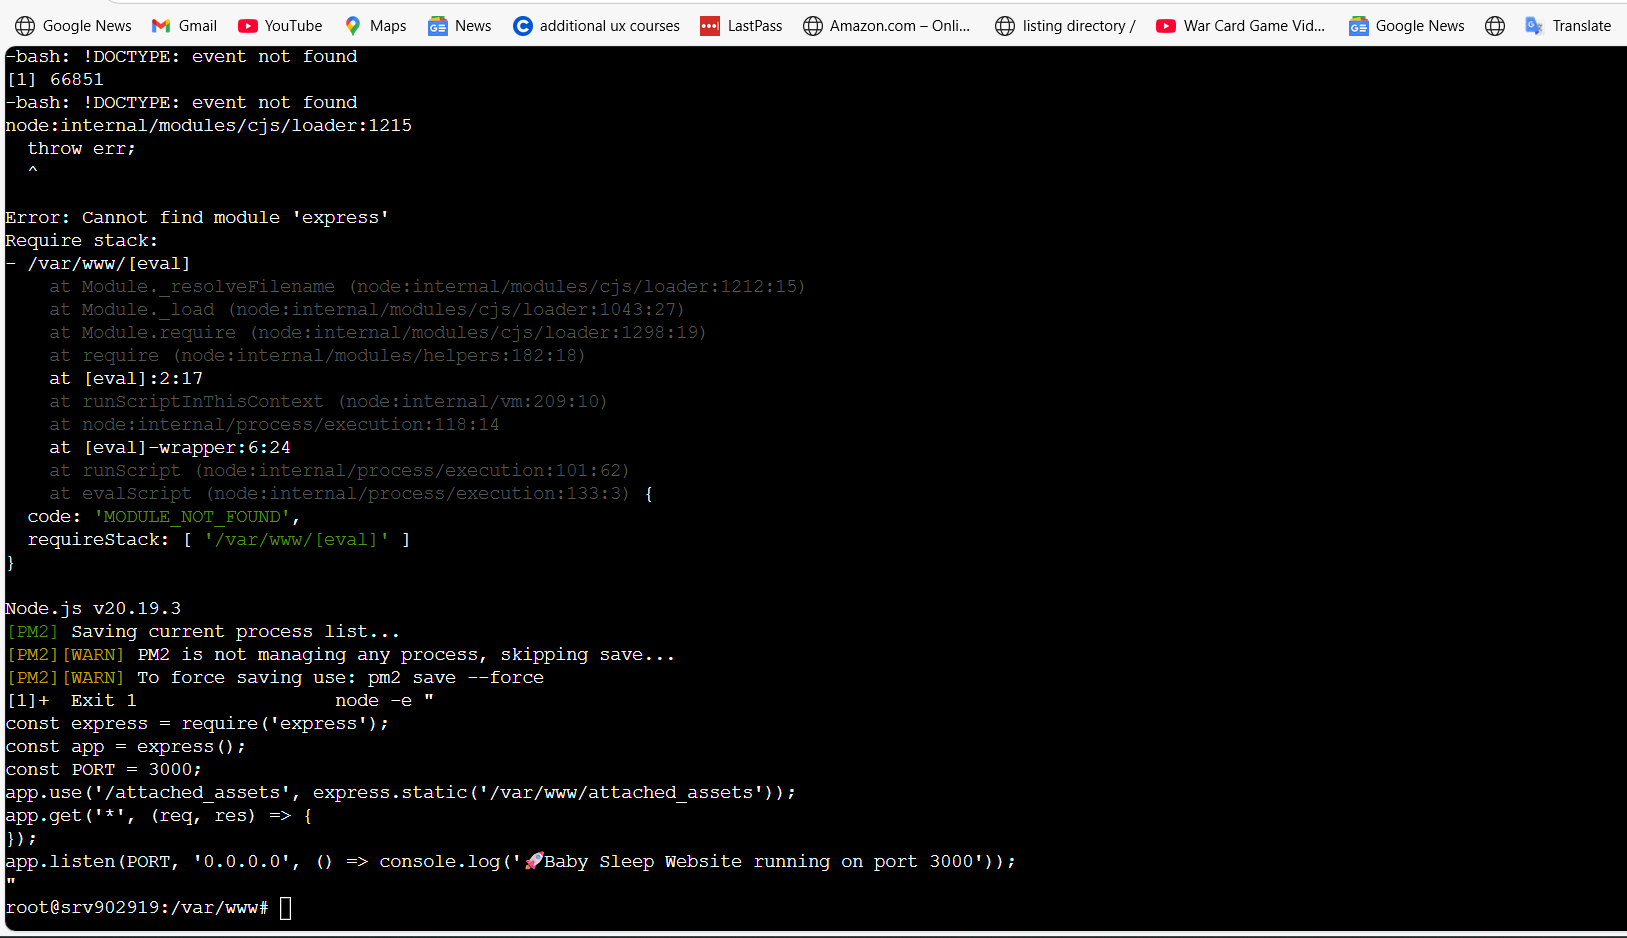 Google News Gmail YouTube Maps News additional ux courses LastPass Amazon.com – Onli... listing directory / War Card Game Vid... Google News Translate
-bash: !DOCTYPE: event not found
[1] 66851
-bash: !DOCTYPE: event not found
node:internal/modules/cjs/loader:1215
  throw err;
  ^
Error: Cannot find module 'express'
Require stack:
- /var/www/[eval]
    at Module._resolveFilename (node:internal/modules/cjs/loader:1212:15)
    at Module._load (node:internal/modules/cjs/loader:1043:27)
    at Module.require (node:internal/modules/cjs/loader:1298:19)
    at require (node:internal/modules/helpers:182:18)
    at [eval]:2:17
    at runScriptInThisContext (node:internal/vm:209:10)
    at node:internal/process/execution:118:14
    at [eval]-wrapper:6:24
    at runScript (node:internal/process/execution:101:62)
    at evalScript (node:internal/process/execution:133:3) {
  code: 'MODULE_NOT_FOUND',
  requireStack: [ '/var/www/[eval]' ]
}
Node.js v20.19.3
[PM2] Saving current process list...
[PM2][WARN] PM2 is not managing any process, skipping save...
[PM2][WARN] To force saving use: pm2 save --force
[1]+  Exit 1                  node -e "
const express = require('express');
const app = express();
const PORT = 3000;
app.use('/attached_assets', express.static('/var/www/attached_assets'));
app.get('*', (req, res) => {
});
app.listen(PORT, '0.0.0.0', () => console.log('🚀Baby Sleep Website running on port 3000'));
"
root@srv902919:/var/www#